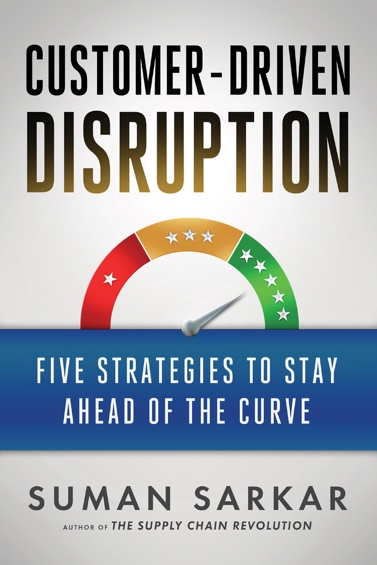 CUSTOMER-DRIVEN
DISRUPTION
FIVE STRATEGIES TO STAY
AHEAD OF THE CURVE
SUMAN SARKAR
AUTHOR OF THE SUPPLY CHAIN REVOLUTION